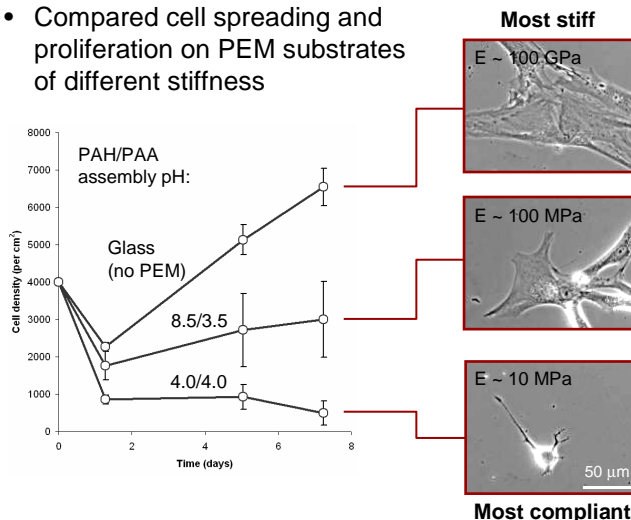 • Compared cell spreading and
proliferation on PEM substrates
of different stiffness
Most stiff
E ~ 100 GPa
E ~ 100 MPa
E ~ 10 MPa
50 μm
Most compliant
PAH/PAA
assembly pH:
Glass
(no PEM)
8.5/3.5
4.0/4.0
Cell density (per cm²)
8000
7000
6000
5000
4000
3000
2000
1000
0
0 2 4 6 8
Time (days)